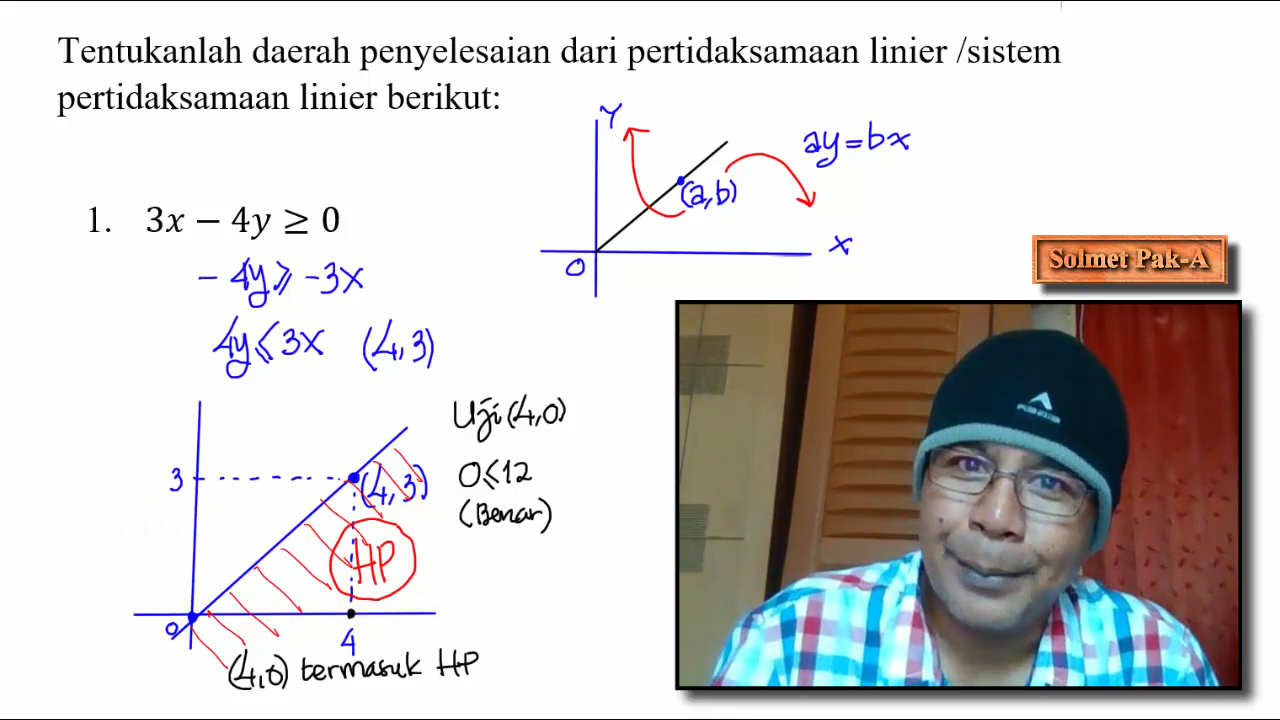 Tentukanlah daerah penyelesaian dari pertidaksamaan linier /sistem
pertidaksamaan linier berikut:
Y
ay=bx
(a,b)
X
O
1. 3x − 4y ≥ 0
- 4y ⩾ -3x
4y ⩽ 3x (4,3)
Solmet Pak-A
Uji (4,0)
0 ⩽ 12
(Benar)
3
(4,3)
HP
0
4
(4,0) termasuk HP